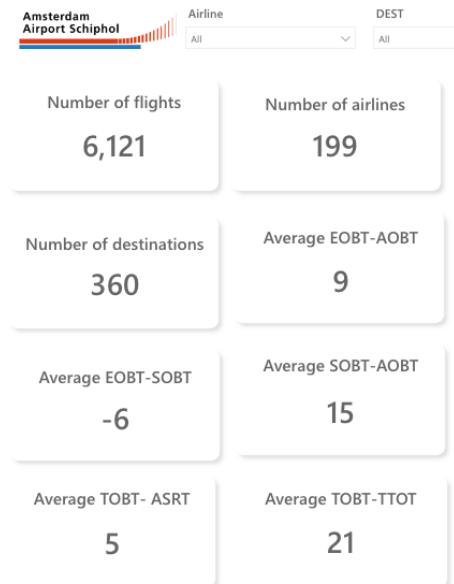 Amsterdam
Airport Schiphol
Airline
DEST
All
All
Number of flights
6,121
Number of airlines
199
Number of destinations
360
Average EOBT-AOBT
9
Average EOBT-SOBT
-6
Average SOBT-AOBT
15
Average TOBT- ASRT
5
Average TOBT-TTOT
21